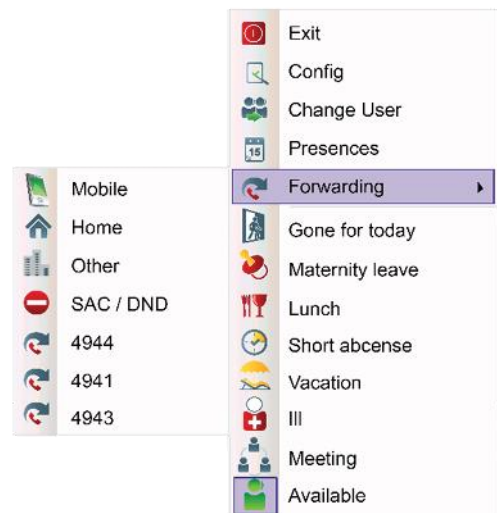 Exit
Config
Change User
15
Presences
Forwarding
Gone for today
Maternity leave
Lunch
Short abcense
Vacation
Ill
Meeting
Available
Mobile
Home
Other
SAC / DND
4944
4941
4943